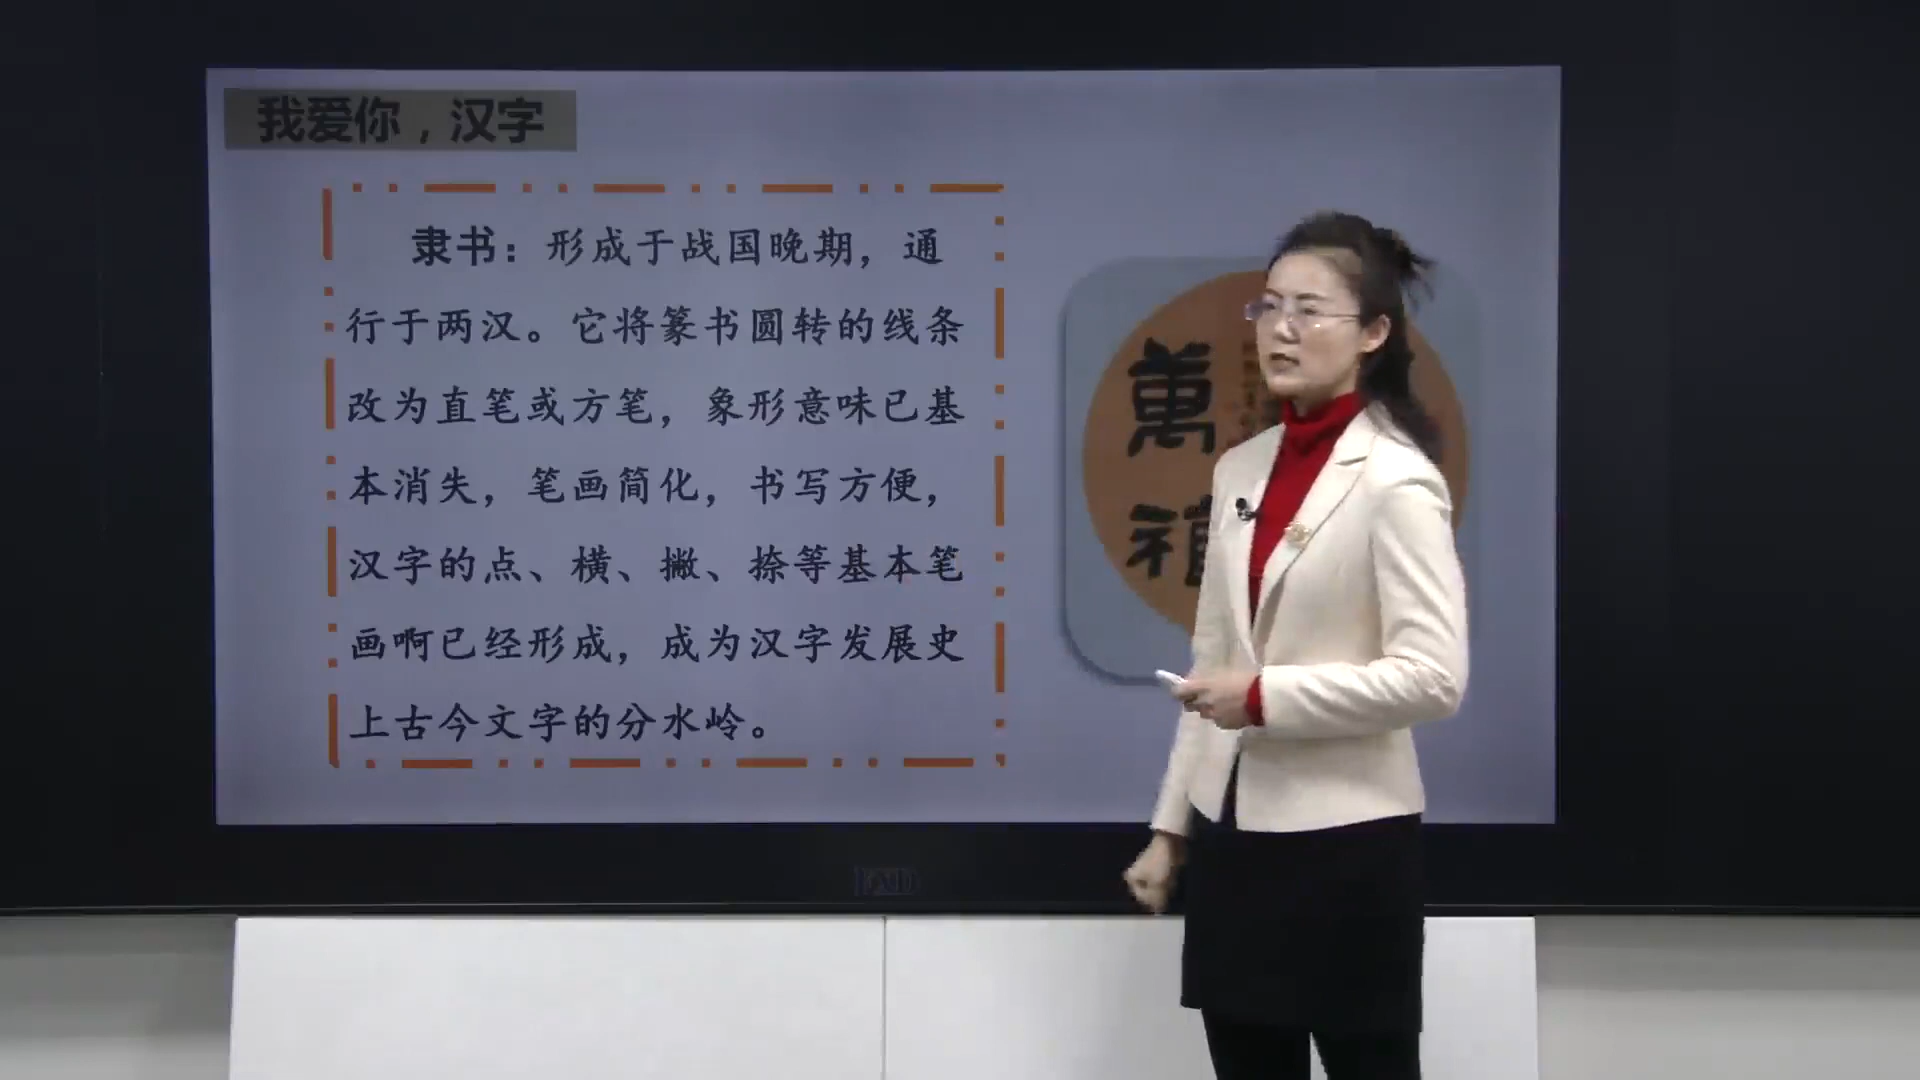 我爱你，汉字
隶书：形成于战国晚期，通
行于两汉。它将篆书圆转的线条
改为直笔或方笔，象形意味已基
本消失，笔画简化，书写方便，
汉字的点、横、撇、捺等基本笔
画啊已经形成，成为汉字发展史
上古今文字的分水岭。
萬